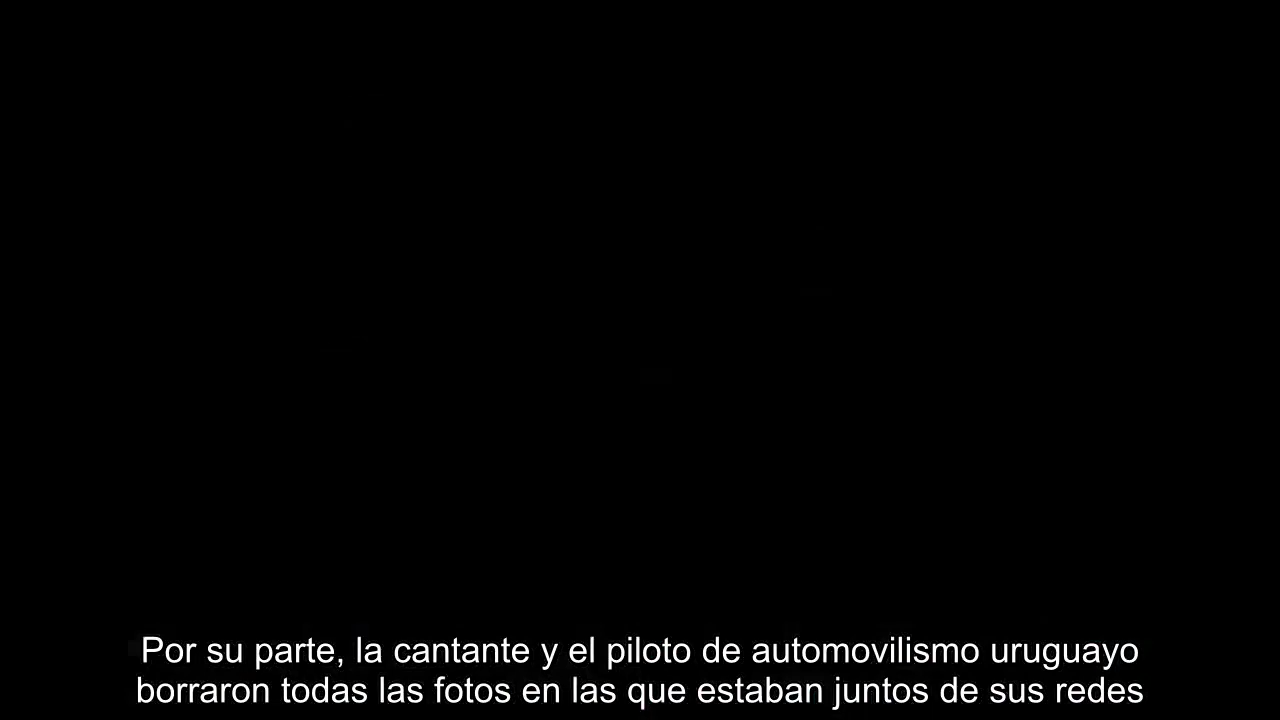 Por su parte, la cantante y el piloto de automovilismo uruguayo
borraron todas las fotos en las que estaban juntos de sus redes